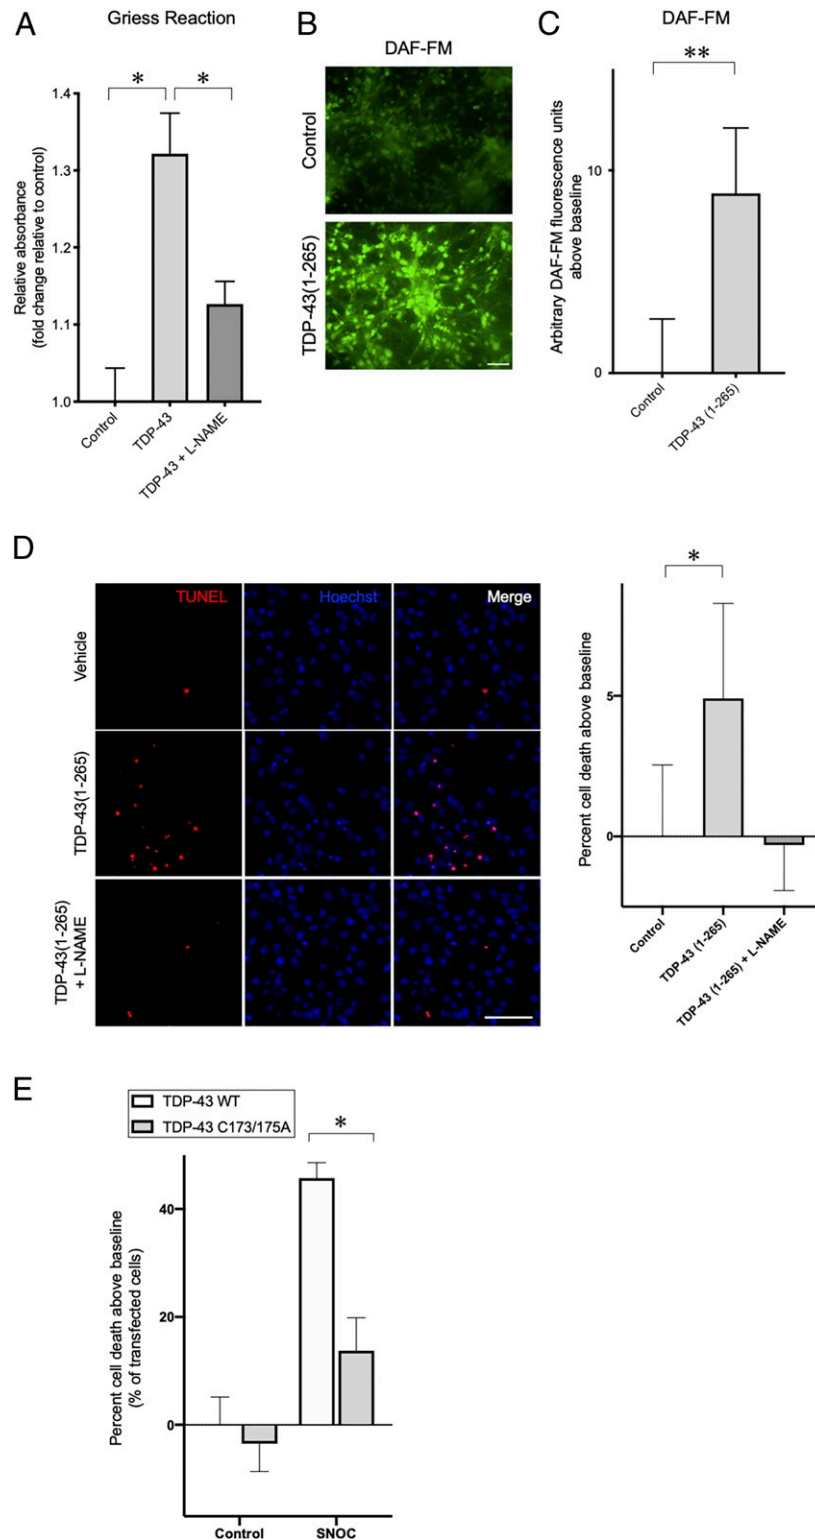 A
Griess Reaction
*
*
Relative absorbance
(fold change relative to control)
1.4
1.3
1.2
1.1
1.0
Control
TDP-43
TDP-43 + L-NAME
B
DAF-FM
Control
TDP-43(1-265)
C
DAF-FM
**
Arbitrary DAF-FM fluorescence units
above baseline
10
0
Control
TDP-43 (1-265)
D
TUNEL
Hoechst
Merge
Vehicle
TDP-43(1-265)
TDP-43(1-265)
+ L-NAME
*
Percent cell death above baseline
5
0
Control
TDP-43 (1-265)
TDP-43 (1-265) + L-NAME
E
TDP-43 WT
TDP-43 C173/175A
*
Percent cell death above baseline
(% of transfected cells)
40
20
0
Control
SNOC